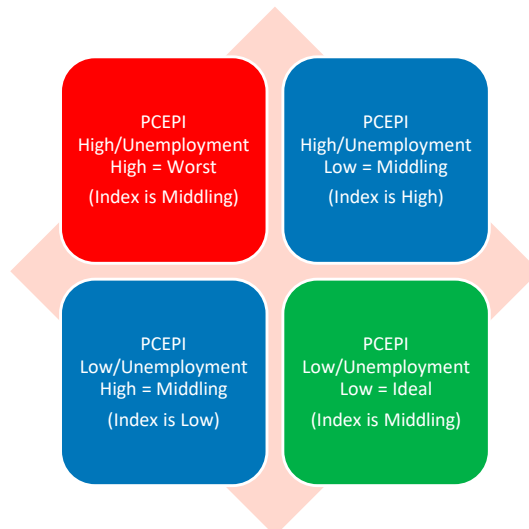 PCEPI
High/Unemployment
High = Worst
(Index is Middling)
PCEPI
High/Unemployment
Low = Middling
(Index is High)
PCEPI
Low/Unemployment
High = Middling
(Index is Low)
PCEPI
Low/Unemployment
Low = Ideal
(Index is Middling)